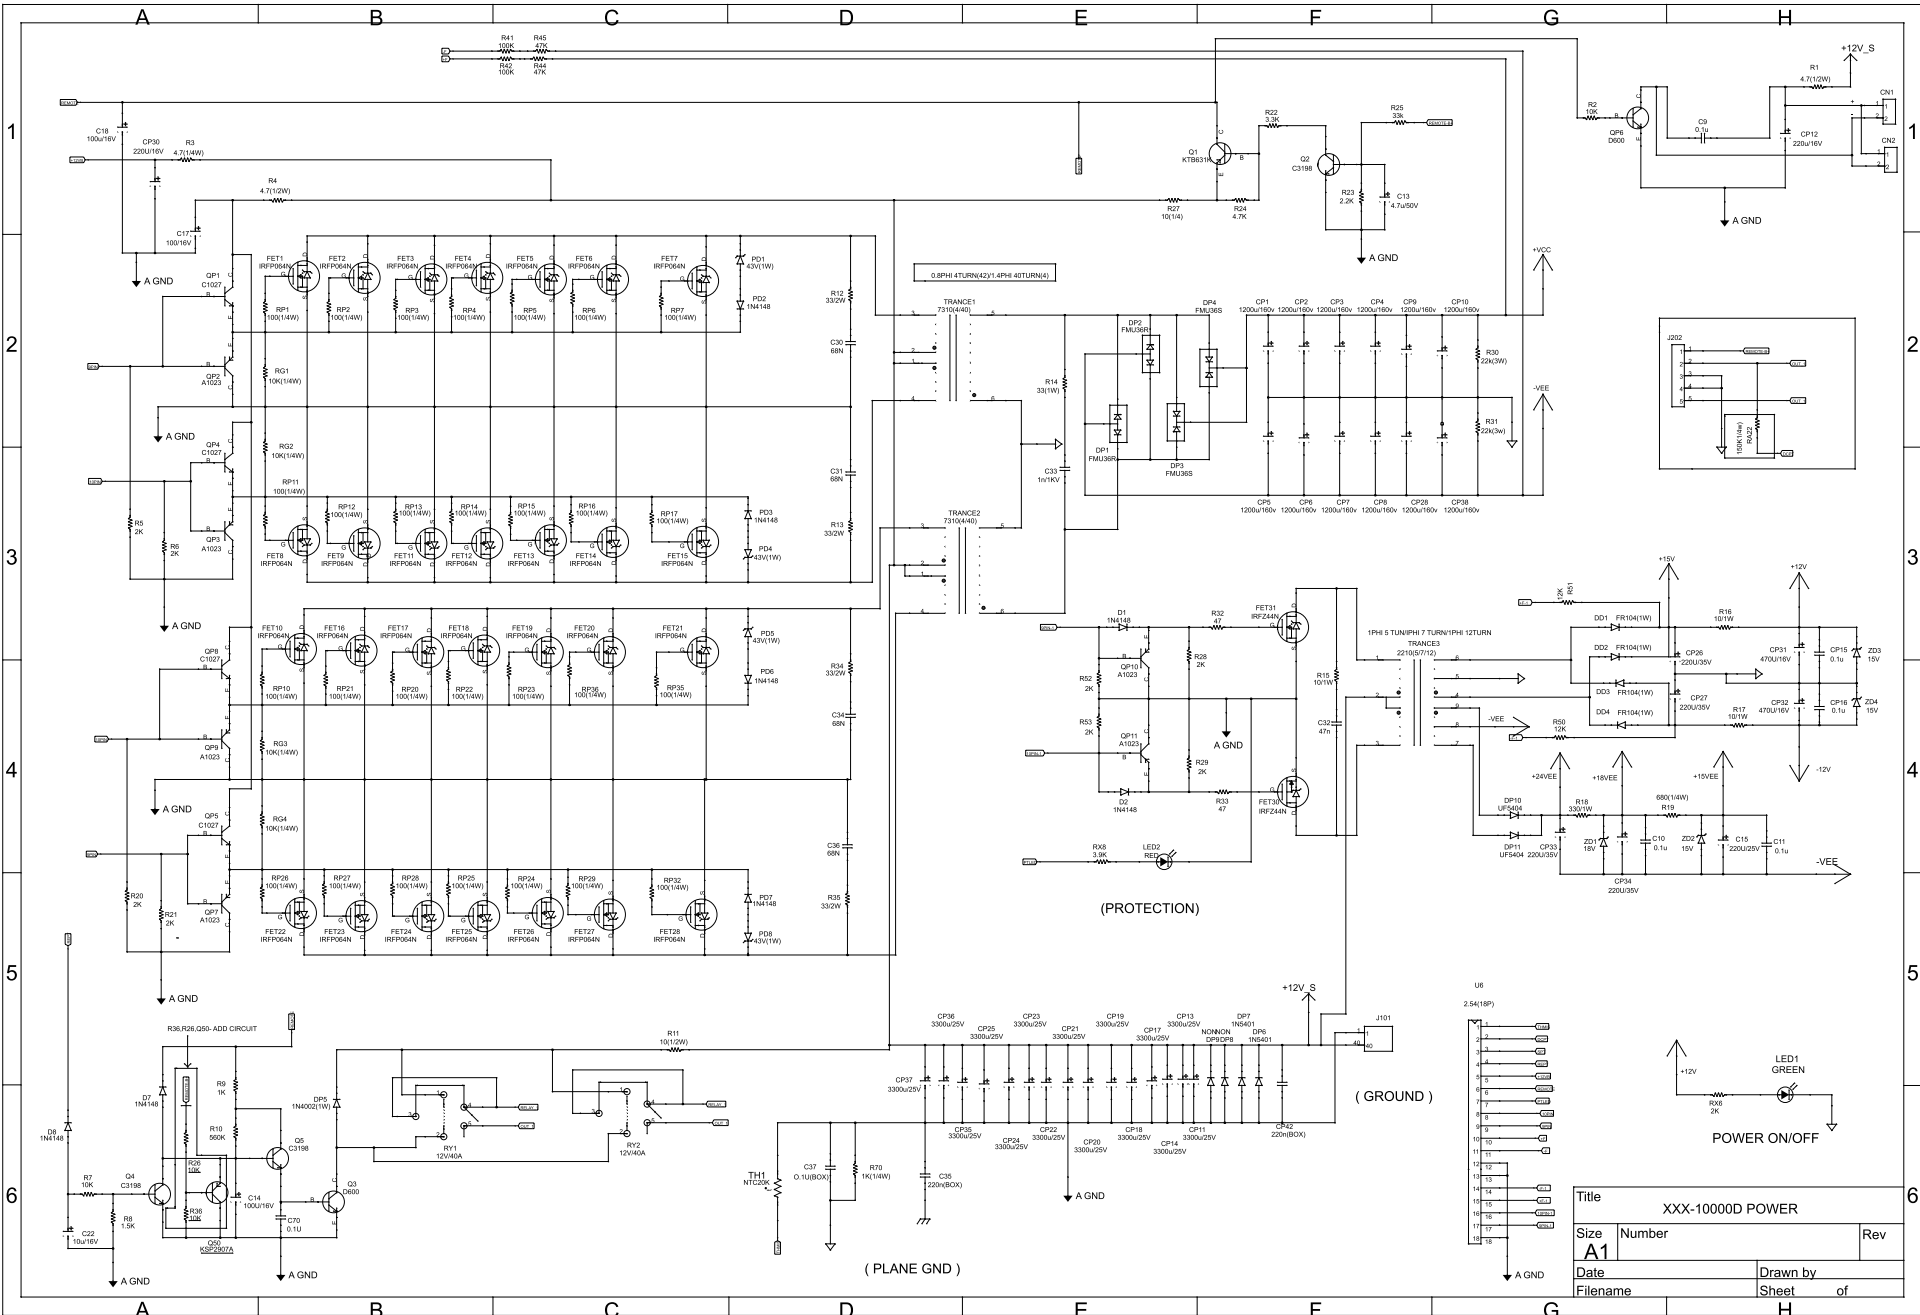 A B C D E F G H
1
2
3
4
5
6
R41
100K
R45
47K
R42
100K
R44
47K
C18
100u/16V
CP30
220U/16V
R3
4.7(1/4W)
R4
4.7(1/2W)
C17
100/16V
A GND
Q1
KTB631K
R22
3.3K
Q2
C3198
R25
33k
R23
2.2K
C13
4.7u/50V
R27
10(1/4)
R24
4.7K
A GND
R2
10K
QP6
D600
C9
0.1u
R1
4.7(1/2W)
+12V_S
CP12
220u/16V
CN1
CN2
A GND
QP1
C1027
QP2
A1023
A GND
QP4
C1027
QP3
A1023
R5
2K
R6
2K
A GND
FET1
IRFP064N
FET2
IRFP064N
FET3
IRFP064N
FET4
IRFP064N
FET5
IRFP064N
FET6
IRFP064N
FET7
IRFP064N
RP1
100(1/4W)
RP2
100(1/4W)
RP3
100(1/4W)
RP4
100(1/4W)
RP5
100(1/4W)
RP6
100(1/4W)
RP7
100(1/4W)
PD1
43V(1W)
PD2
1N4148
RG1
10K(1/4W)
RG2
10K(1/4W)
RP11
100(1/4W)
RP12
100(1/4W)
RP13
100(1/4W)
RP14
100(1/4W)
RP15
100(1/4W)
RP16
100(1/4W)
RP17
100(1/4W)
FET8
IRFP064N
FET9
IRFP064N
FET11
IRFP064N
FET12
IRFP064N
FET13
IRFP064N
FET14
IRFP064N
FET15
IRFP064N
PD3
1N4148
PD4
43V(1W)
R12
33/2W
C30
68N
C31
68N
R13
33/2W
0.8PHI 4TURN(42)/1.4PHI 40TURN(4)
TRANCE1
7310(4/40)
TRANCE2
7310(4/40)
R14
33(1W)
C33
1n/1KV
DP2
FMU36R
DP4
FMU36S
DP1
FMU36R
DP3
FMU36S
CP1
1200u/160v
CP2
1200u/160v
CP3
1200u/160v
CP4
1200u/160v
CP9
1200u/160v
CP10
1200u/160v
CP5
1200u/160v
CP6
1200u/160v
CP7
1200u/160v
CP8
1200u/160v
CP28
1200u/160v
CP38
1200u/160v
R30
22k(3W)
R31
22k(3w)
+VCC
-VEE
J202
150K(1/4w)
RA22
QP8
C1027
QP9
A1023
A GND
QP5
C1027
QP7
A1023
R20
2K
R21
2K
A GND
FET10
IRFP064N
FET16
IRFP064N
FET17
IRFP064N
FET18
IRFP064N
FET19
IRFP064N
FET20
IRFP064N
FET21
IRFP064N
RP10
100(1/4W)
RP21
100(1/4W)
RP20
100(1/4W)
RP22
100(1/4W)
RP23
100(1/4W)
RP36
100(1/4W)
RP35
100(1/4W)
PD5
43V(1W)
PD6
1N4148
RG3
10K(1/4W)
RG4
10K(1/4W)
RP26
100(1/4W)
RP27
100(1/4W)
RP28
100(1/4W)
RP25
100(1/4W)
RP24
100(1/4W)
RP29
100(1/4W)
RP32
100(1/4W)
FET22
IRFP064N
FET23
IRFP064N
FET24
IRFP064N
FET25
IRFP064N
FET26
IRFP064N
FET27
IRFP064N
FET28
IRFP064N
PD7
1N4148
PD8
43V(1W)
R34
33/2W
C34
68N
C36
68N
R35
33/2W
D1
1N4148
R32
47
FET31
IRFZ44N
QP10
A1023
R28
2K
R52
2K
R53
2K
QP11
A1023
A GND
R29
2K
D2
1N4148
R33
47
FET30
IRFZ44N
R15
10/1W
C32
47n
RX8
3.9K
LED2
RED
(PROTECTION)
1PHI 5 TUN/IPHI 7 TURN/1PHI 12TURN
TRANCE3
2210(5/7/12)
12K
R51
+15V
+12V
DD1 FR104(1W)
DD2 FR104(1W)
DD3 FR104(1W)
DD4 FR104(1W)
R16
10/1W
CP26
220U/35V
CP27
220U/35V
R17
10/1W
CP31
470U/16V
CP15
0.1u
ZD3
15V
CP32
470U/16V
CP16
0.1u
ZD4
15V
-12V
-VEE
R50
12K
+24VEE
+18VEE
+15VEE
DP10
UF5404
DP11
UF5404
R18
330/1W
680(1/4W)
R19
CP33
220U/35V
ZD1
18V
CP34
220U/35V
C10
0.1u
ZD2
15V
C15
220U/25V
C11
0.1u
-VEE
R36,R26,Q50- ADD CIRCUIT
D8
1N4148
D7
1N4148
R9
1K
R10
560K
R7
10K
Q4
C3198
R8
1.5K
C22
10u/16V
R26
10K
R36
10K
Q50
KSP2907A
C14
100U/16V
Q5
C3198
C70
0.1U
Q3
D600
DP5
1N4002(1W)
A GND
A GND
R11
10(1/2W)
RY1
12V/40A
RY2
12V/40A
TH1
NTC20K
C37
O.1U(BOX)
R70
1K(1/4W)
C35
220n(BOX)
( PLANE GND )
CP36
3300u/25V
CP25
3300u/25V
CP23
3300u/25V
CP21
3300u/25V
CP19
3300u/25V
CP17
3300u/25V
CP13
3300u/25V
NONNON
DP9DP8
DP7
1N5401
DP6
1N5401
CP37
3300u/25V
CP35
3300u/25V
CP24
3300u/25V
CP22
3300u/25V
CP20
3300u/25V
CP18
3300u/25V
CP14
3300u/25V
CP11
3300u/25V
CP42
220n(BOX)
A GND
+12V_S
J101
( GROUND )
U6
2.54(18P)
A GND
+12V
LED1
GREEN
RX6
2K
POWER ON/OFF
Title
XXX-10000D POWER
Size
A1
Number
Rev
Date
Drawn by
Filename
Sheet of
A B C D E F G H